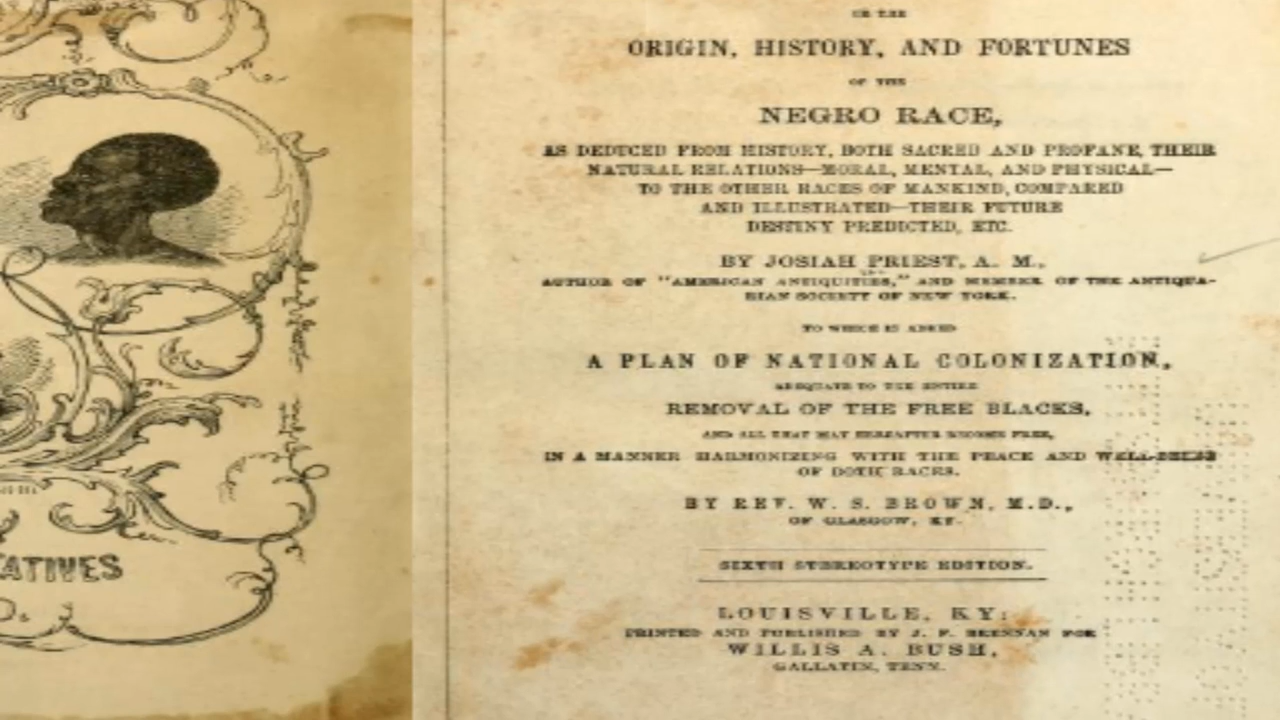 ATIVES
OR THE
ORIGIN, HISTORY, AND FORTUNES
OF THE
NEGRO RACE,
AS DEDUCED FROM HISTORY, BOTH SACRED AND PROFANE, THEIR
NATURAL RELATIONS—MORAL, MENTAL, AND PHYSICAL—
TO THE OTHER RACES OF MANKIND, COMPARED
AND ILLUSTRATED—THEIR FUTURE
DESTINY PREDICTED, ETC.
BY JOSIAH PRIEST, A. M.,
AUTHOR OF "AMERICAN ANTIQUITIES," AND MEMBER OF THE ANTIQUA-
RIAN SOCIETY OF NEW YORK.
TO WHICH IS ADDED
A PLAN OF NATIONAL COLONIZATION,
ADEQUATE TO THE ENTIRE
REMOVAL OF THE FREE BLACKS,
AND ALL THAT MAY HEREAFTER BECOME FREE,
IN A MANNER HARMONIZING WITH THE PEACE AND WELL-BEING
OF BOTH RACES.
BY REV. W. S. BROWN, M.D.,
OF GLASGOW, KY.
SIXTH STEREOTYPE EDITION.
LOUISVILLE, KY:
PRINTED AND PUBLISHED BY J. F. BRENNAN FOR
WILLIS A. BUSH,
GALLATIN, TENN.